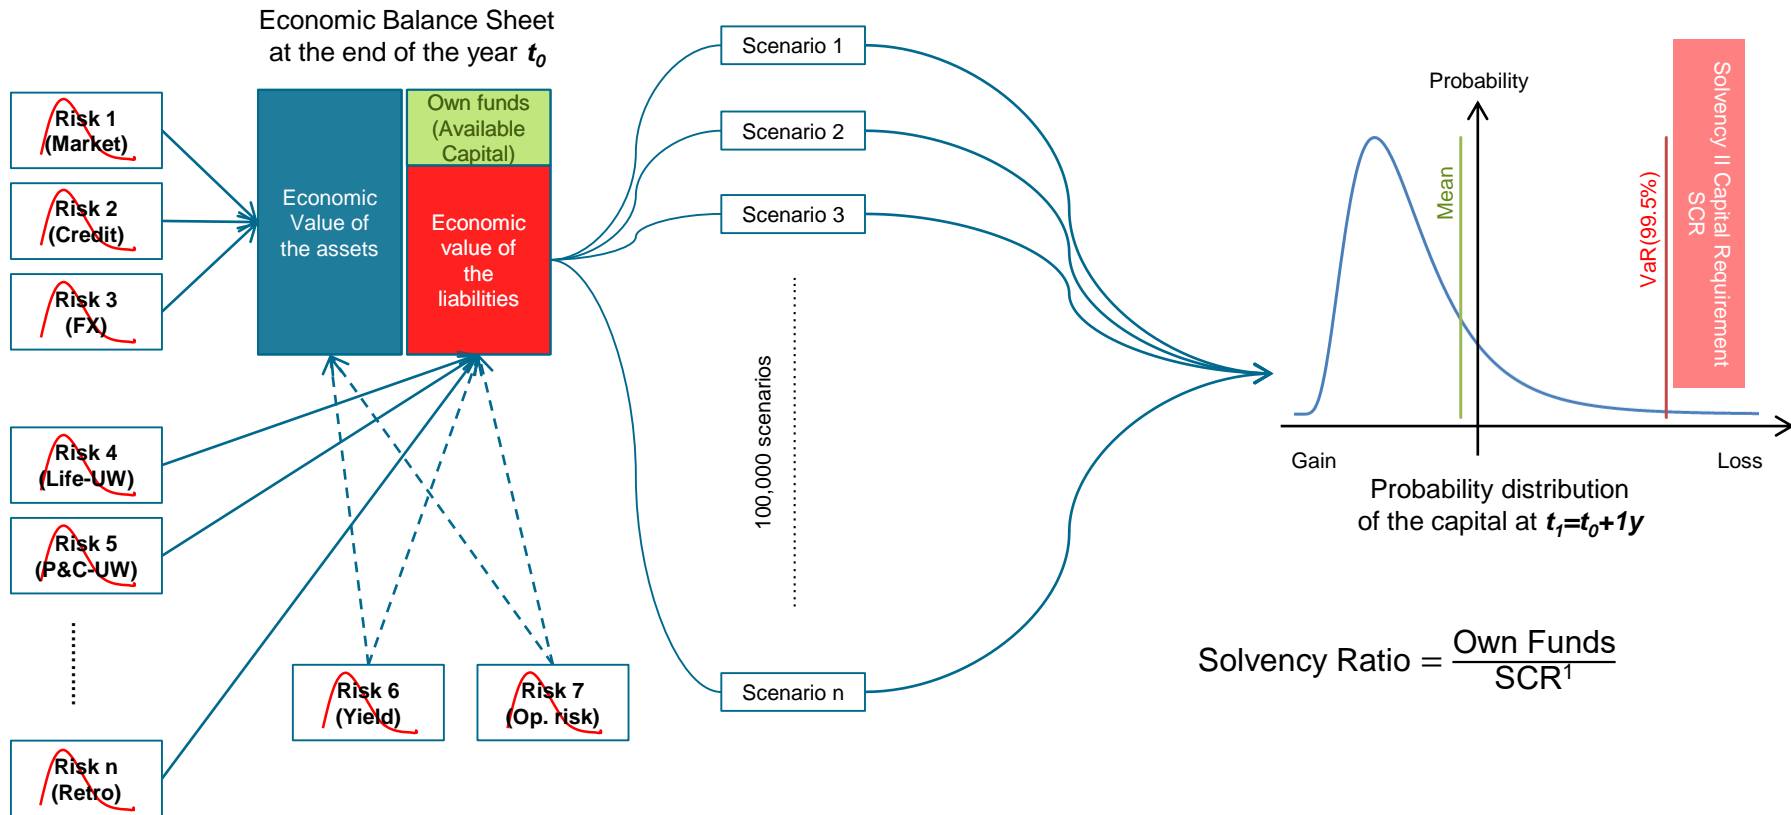 Economic Balance Sheet
at the end of the year t0
Risk 1
(Market)
Risk 2
(Credit)
Risk 3
(FX)
Risk 4
(Life-UW)
Risk 5
(P&C-UW)
Risk n
(Retro)
Economic
Value of
the assets
Own funds
(Available
Capital)
Economic
value of
the
liabilities
Risk 6
(Yield)
Risk 7
(Op. risk)
Scenario 1
Scenario 2
Scenario 3
100,000 scenarios
Scenario n
Probability
Mean
VaR(99.5%)
Solvency II Capital Requirement
SCR
Gain
Loss
Probability distribution
of the capital at t1=t0+1y
Solvency Ratio = Own Funds
SCR1